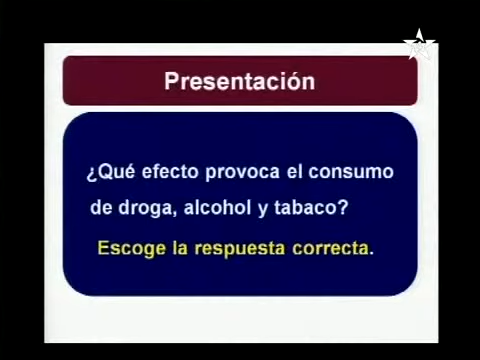 Presentación
¿Qué efecto provoca el consumo
de droga, alcohol y tabaco?
Escoge la respuesta correcta.